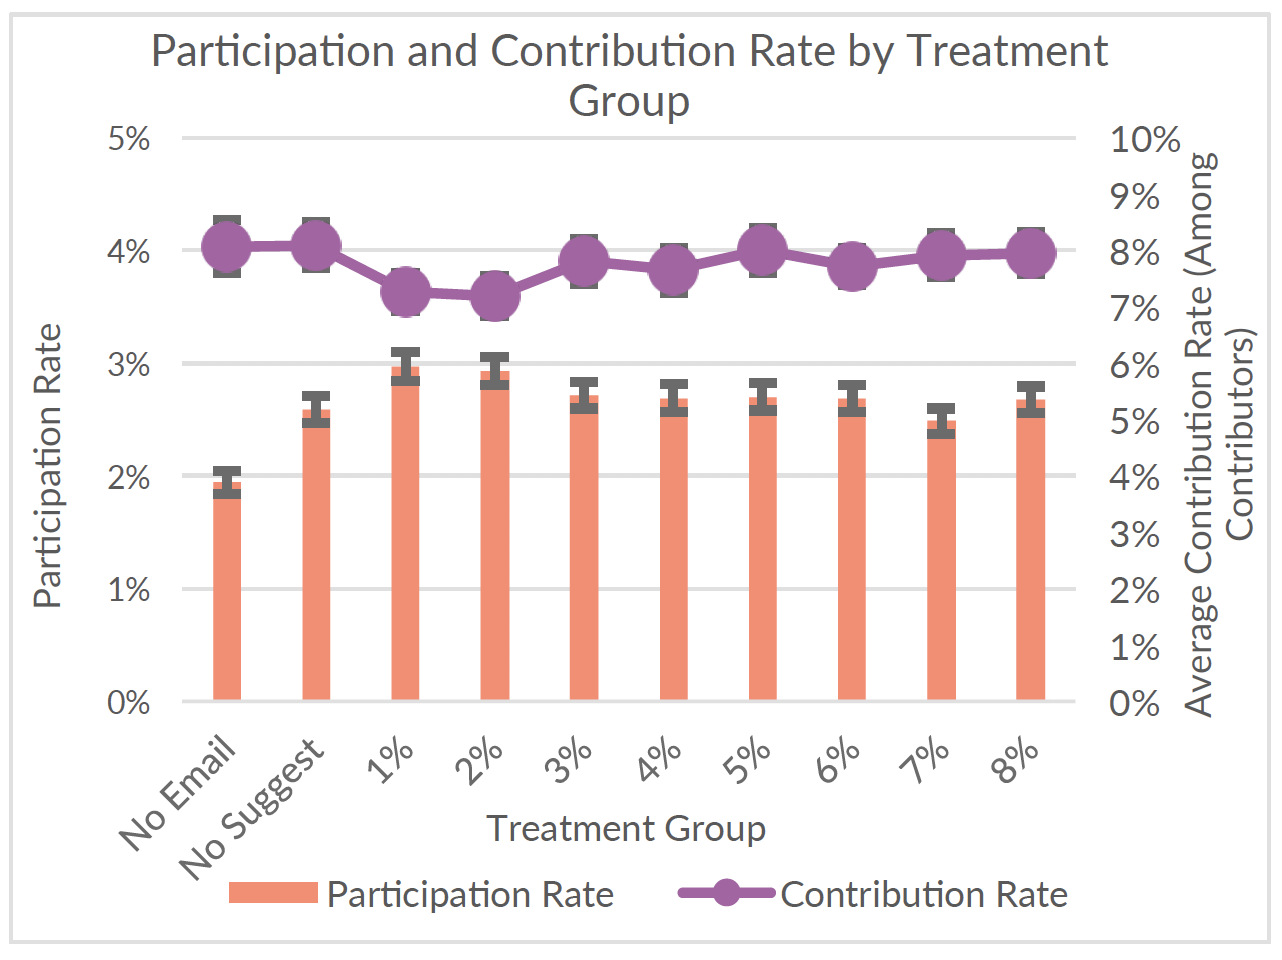 Participation and Contribution Rate by Treatment
Group
5%
4%
3%
2%
1%
0%
Participation Rate
10%
9%
8%
7%
6%
5%
4%
3%
2%
1%
0%
Average Contribution Rate (Among
Contributors)
No Email
No Suggest
1%
2%
3%
4%
5%
6%
7%
8%
Treatment Group
Participation Rate
Contribution Rate